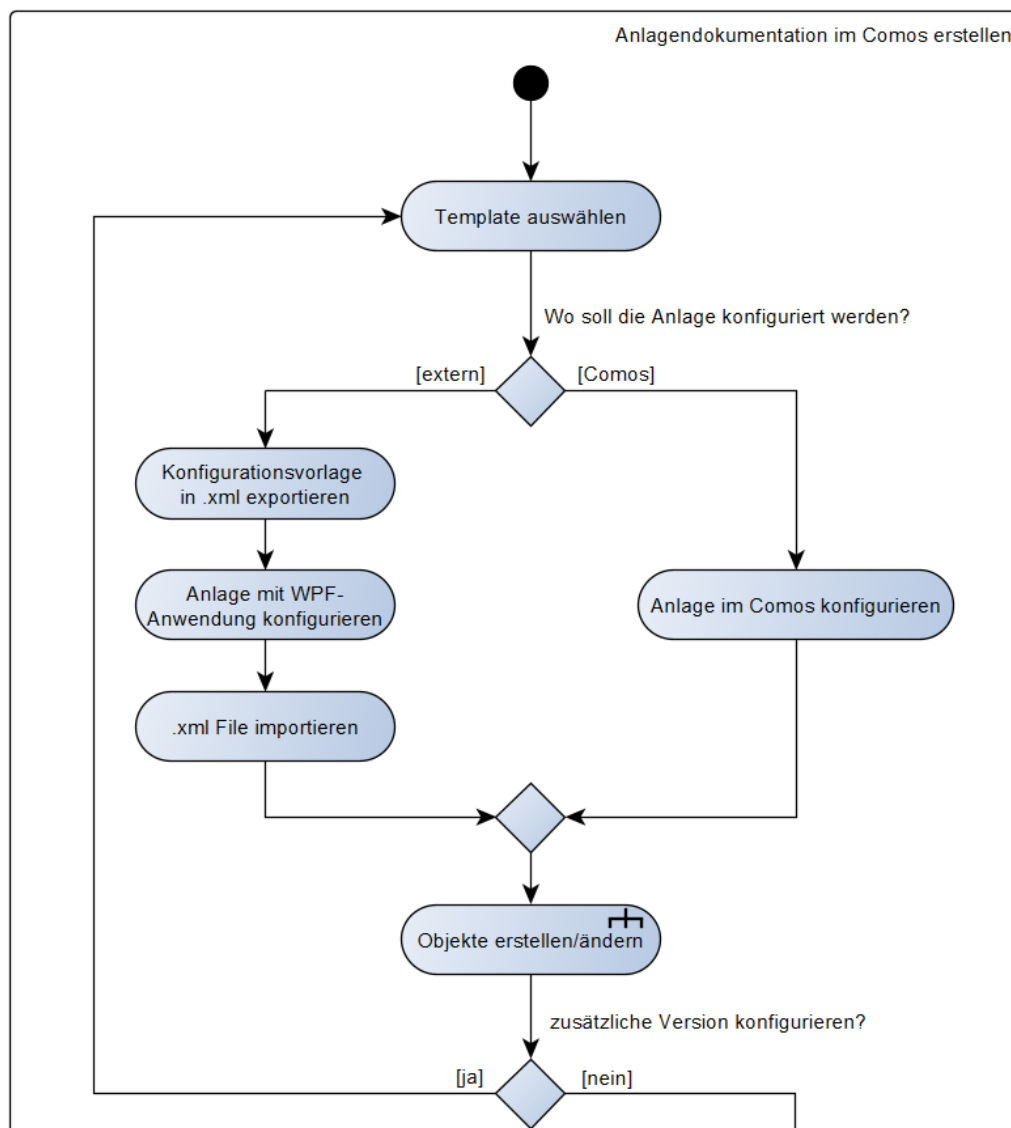 Anlagendokumentation im Comos erstellen
Template auswählen
Wo soll die Anlage konfiguriert werden?
[extern]
[Comos]
Konfigurationsvorlage
in .xml exportieren
Anlage mit WPF-
Anwendung konfigurieren
Anlage im Comos konfigurieren
.xml File importieren
Objekte erstellen/ändern
zusätzliche Version konfigurieren?
[ja]
[nein]